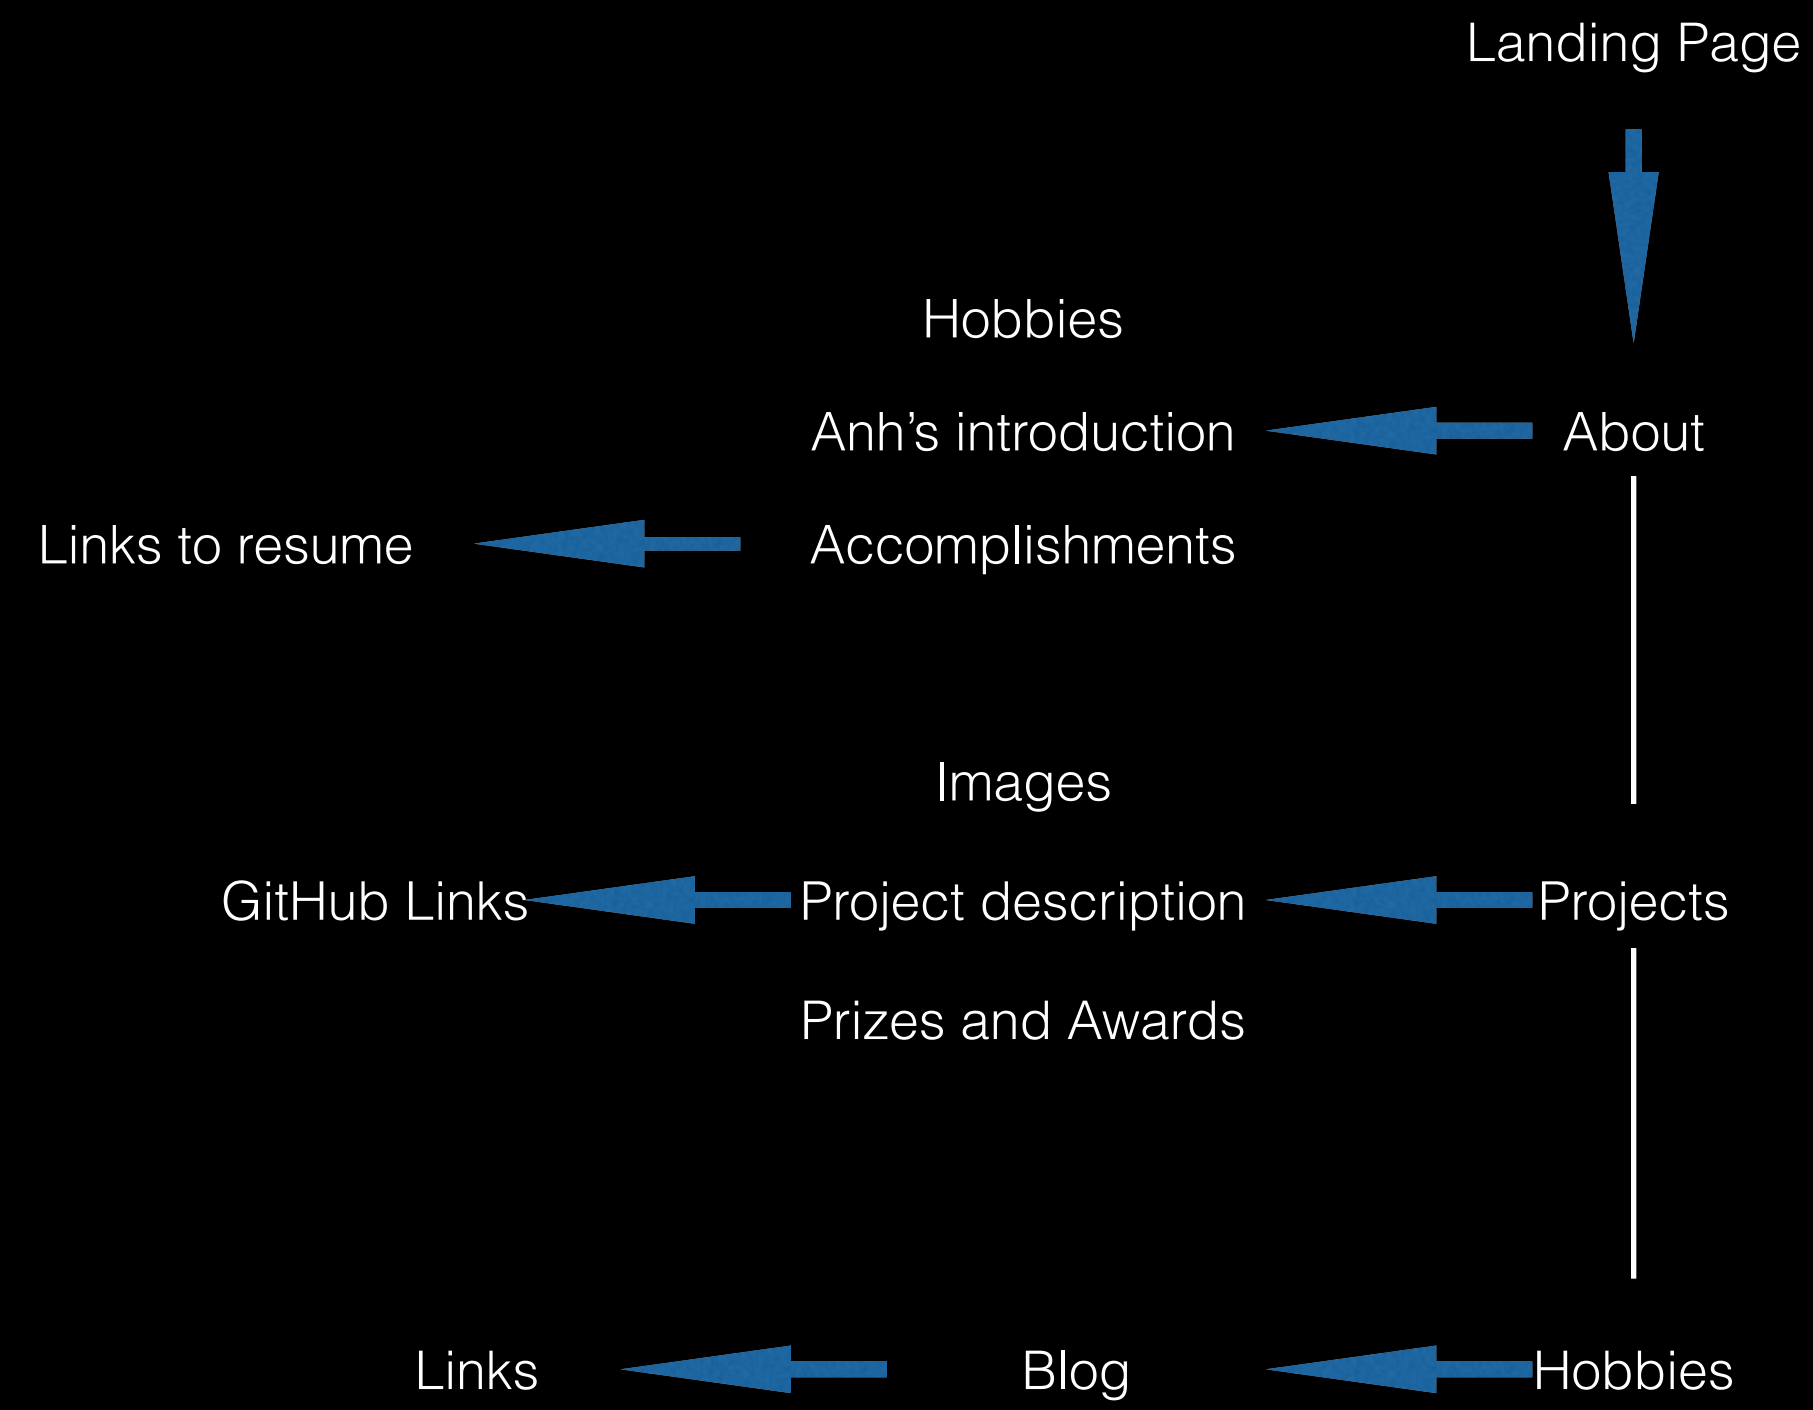 Landing Page
Hobbies
Anh’s introduction
About
Links to resume
Accomplishments
Images
GitHub Links
Project description
Projects
Prizes and Awards
Links
Blog
Hobbies